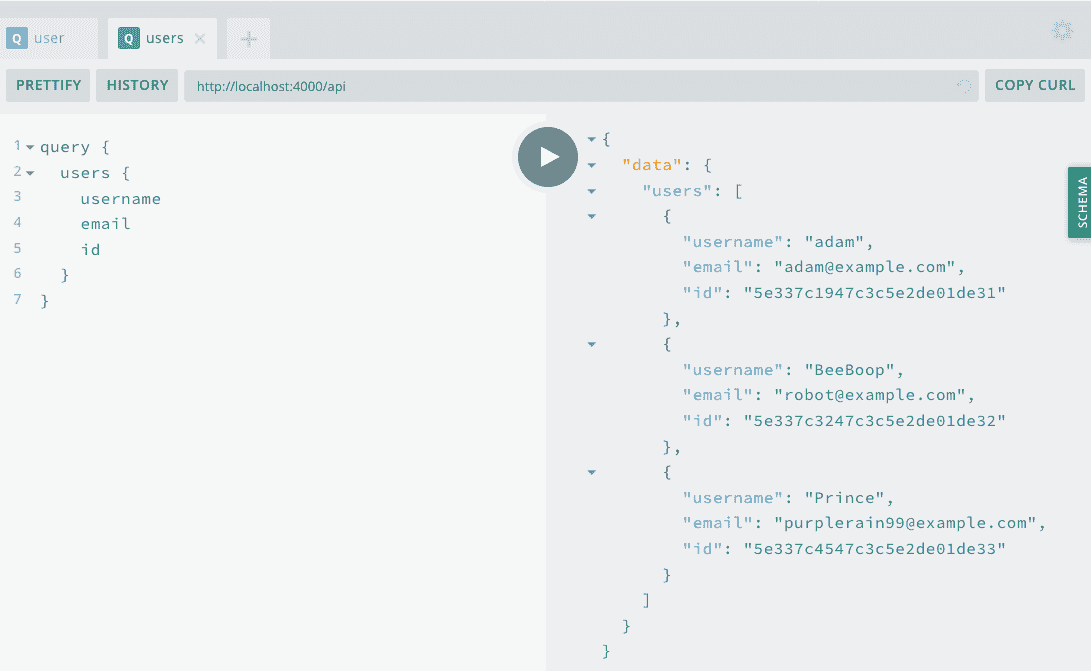 Q user
Q users
PRETTIFY HISTORY http://localhost:4000/api COPY CURL
1 query {
2 users {
3 username
4 email
5 id
6 }
7 }
{
"data": {
"users": [
{
"username": "adam",
"email": "adam@example.com",
"id": "5e337c1947c3c5e2de01de31"
},
{
"username": "BeeBoop",
"email": "robot@example.com",
"id": "5e337c3247c3c5e2de01de32"
},
{
"username": "Prince",
"email": "purplerain99@example.com",
"id": "5e337c4547c3c5e2de01de33"
}
]
}
}
SCHEMA